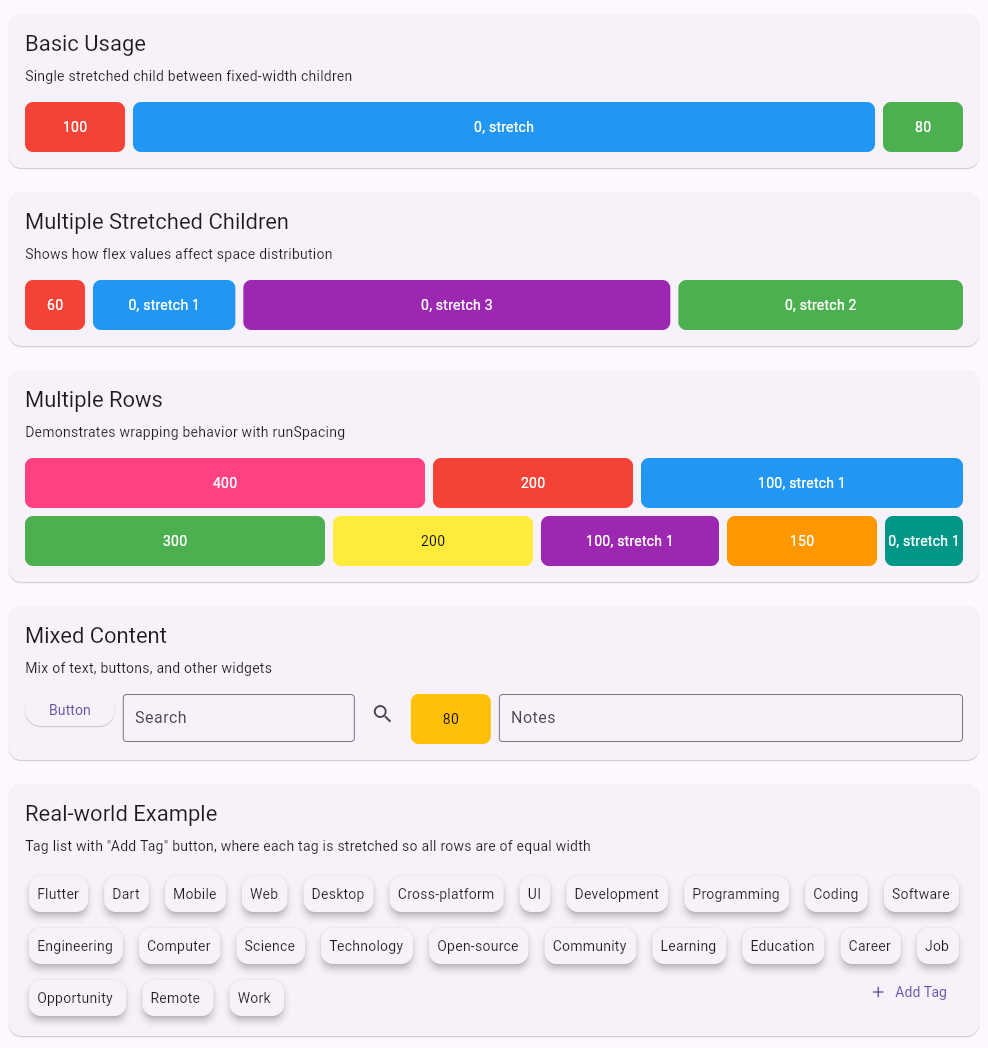 Basic Usage
Single stretched child between fixed-width children
100 0, stretch 80
Multiple Stretched Children
Shows how flex values affect space distribution
60 0, stretch 1 0, stretch 3 0, stretch 2
Multiple Rows
Demonstrates wrapping behavior with runSpacing
400 200 100, stretch 1
300 200 100, stretch 1 150 0, stretch 1
Mixed Content
Mix of text, buttons, and other widgets
Button Search 80 Notes
Real-world Example
Tag list with "Add Tag" button, where each tag is stretched so all rows are of equal width
Flutter Dart Mobile Web Desktop Cross-platform UI Development Programming Coding Software
Engineering Computer Science Technology Open-source Community Learning Education Career Job
Opportunity Remote Work Add Tag